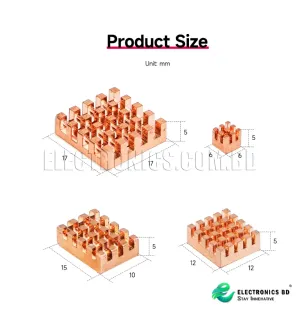 Product Size
Unit: mm
5
17
17
5
6
6
ELECTRONICS.COM.BD
5
15
10
5
12
12
ELECTRONICS BD
STAY INNOVATIVE